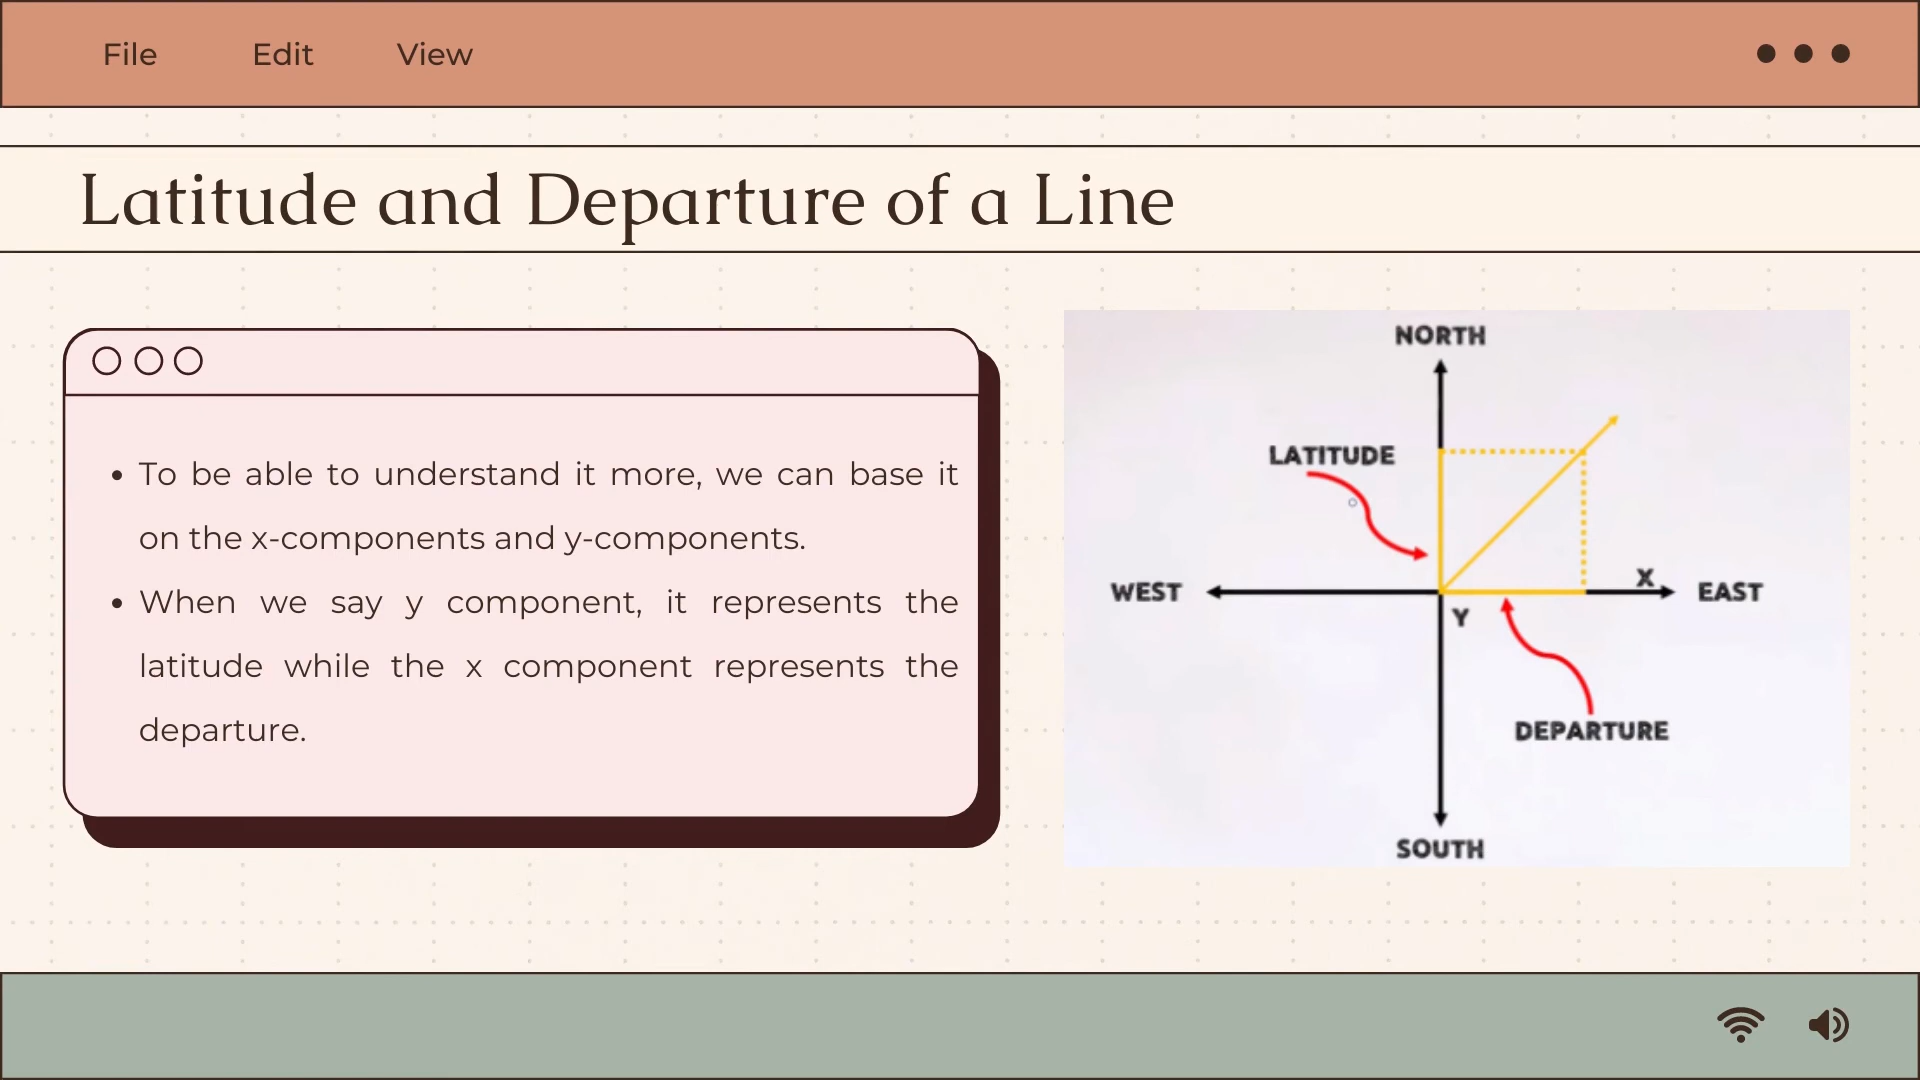 File Edit View
Latitude and Departure of a Line
• To be able to understand it more, we can base it
on the x-components and y-components.
• When we say y component, it represents the
latitude while the x component represents the
departure.
NORTH
LATITUDE
WEST
X
EAST
Y
DEPARTURE
SOUTH